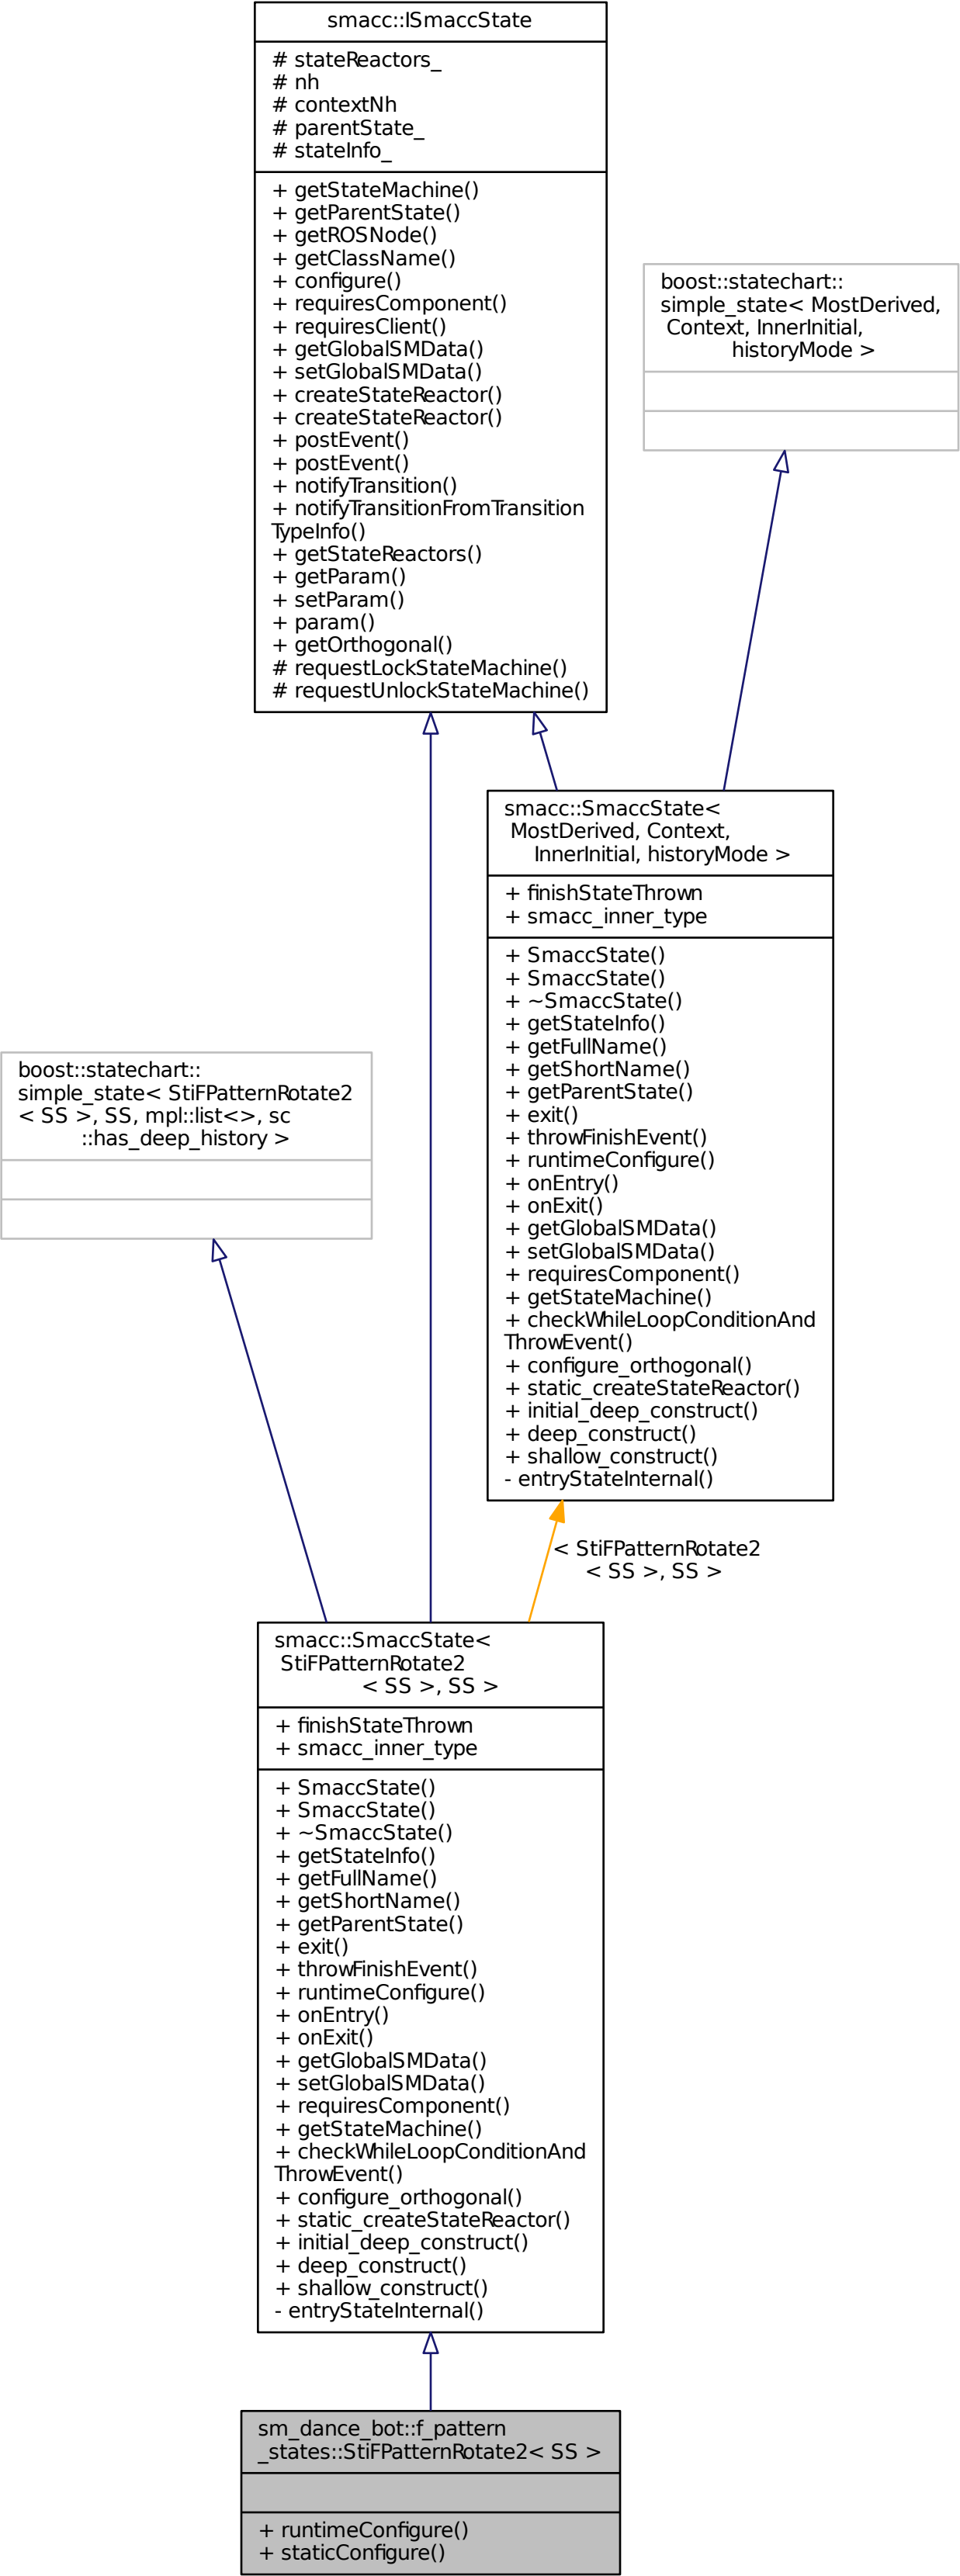 smacc::ISmaccState
# stateReactors_
# nh
# contextNh
# parentState_
# stateInfo_
+ getStateMachine()
+ getParentState()
+ getROSNode()
+ getClassName()
+ configure()
+ requiresComponent()
+ requiresClient()
+ getGlobalSMData()
+ setGlobalSMData()
+ createStateReactor()
+ createStateReactor()
+ postEvent()
+ postEvent()
+ notifyTransition()
+ notifyTransitionFromTransition
TypeInfo()
+ getStateReactors()
+ getParam()
+ setParam()
+ param()
+ getOrthogonal()
# requestLockStateMachine()
# requestUnlockStateMachine()
boost::statechart::
simple_state< MostDerived,
Context, InnerInitial,
historyMode >
smacc::SmaccState<
MostDerived, Context,
InnerInitial, historyMode >
+ finishStateThrown
+ smacc_inner_type
+ SmaccState()
+ SmaccState()
+ ~SmaccState()
+ getStateInfo()
+ getFullName()
+ getShortName()
+ getParentState()
+ exit()
+ throwFinishEvent()
+ runtimeConfigure()
+ onEntry()
+ onExit()
+ getGlobalSMData()
+ setGlobalSMData()
+ requiresComponent()
+ getStateMachine()
+ checkWhileLoopConditionAnd
ThrowEvent()
+ configure_orthogonal()
+ static_createStateReactor()
+ initial_deep_construct()
+ deep_construct()
+ shallow_construct()
- entryStateInternal()
boost::statechart::
simple_state< StiFPatternRotate2
< SS >, SS, mpl::list<>, sc
::has_deep_history >
< StiFPatternRotate2
< SS >, SS >
smacc::SmaccState<
StiFPatternRotate2
< SS >, SS >
+ finishStateThrown
+ smacc_inner_type
+ SmaccState()
+ SmaccState()
+ ~SmaccState()
+ getStateInfo()
+ getFullName()
+ getShortName()
+ getParentState()
+ exit()
+ throwFinishEvent()
+ runtimeConfigure()
+ onEntry()
+ onExit()
+ getGlobalSMData()
+ setGlobalSMData()
+ requiresComponent()
+ getStateMachine()
+ checkWhileLoopConditionAnd
ThrowEvent()
+ configure_orthogonal()
+ static_createStateReactor()
+ initial_deep_construct()
+ deep_construct()
+ shallow_construct()
- entryStateInternal()
sm_dance_bot::f_pattern
_states::StiFPatternRotate2< SS >
+ runtimeConfigure()
+ staticConfigure()